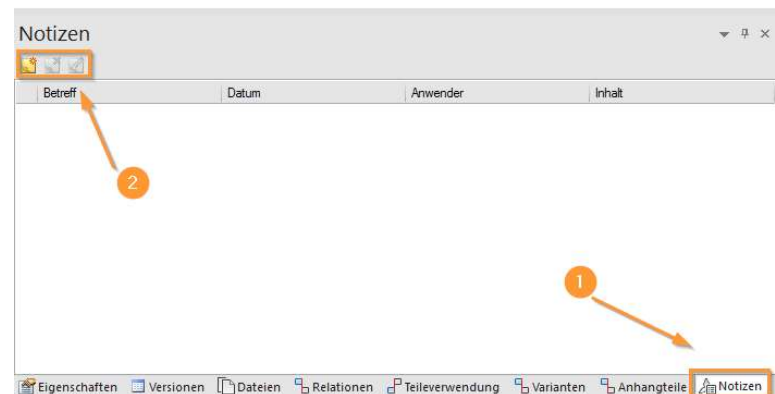 Notizen
Betreff Datum Anwender Inhalt
2
1
Eigenschaften Versionen Dateien Relationen Teileverwendung Varianten Anhangteile Notizen